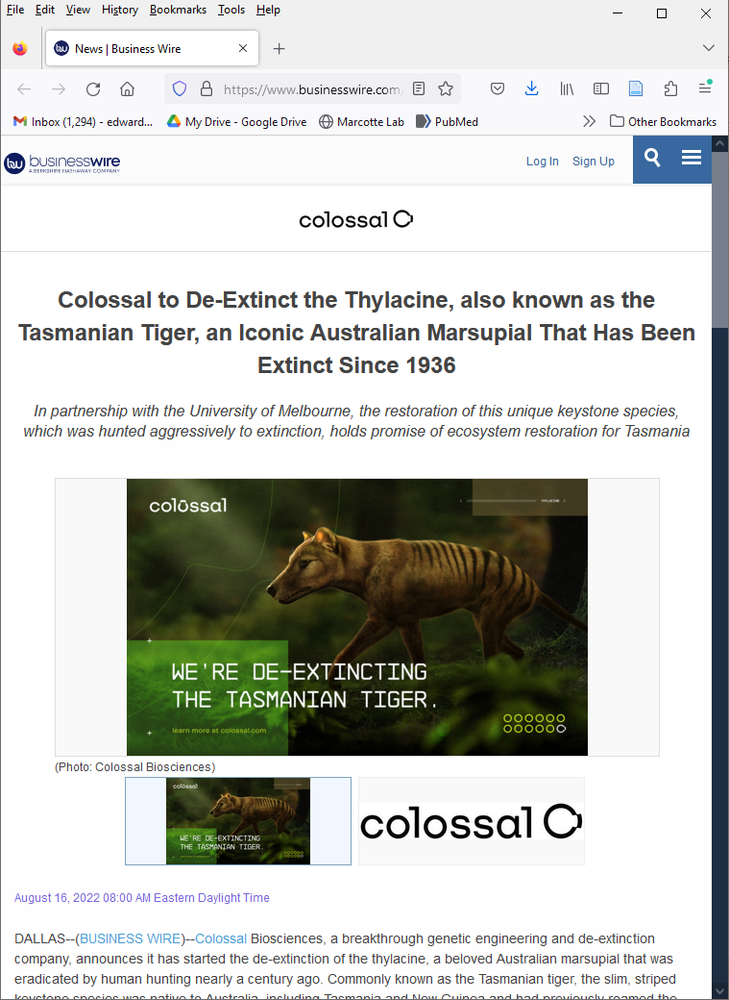 File Edit View History Bookmarks Tools Help
News | Business Wire
https://www.businesswire.com/
Inbox (1,294) - edward... My Drive - Google Drive Marcotte Lab PubMed Other Bookmarks
businesswire
A BERKSHIRE HATHAWAY COMPANY
Log In Sign Up
colossal
Colossal to De-Extinct the Thylacine, also known as the
Tasmanian Tiger, an Iconic Australian Marsupial That Has Been
Extinct Since 1936
In partnership with the University of Melbourne, the restoration of this unique keystone species,
which was hunted aggressively to extinction, holds promise of ecosystem restoration for Tasmania
colossal
THYLACINE
WE'RE DE-EXTINCTING
THE TASMANIAN TIGER.
learn more at colossal.com
(Photo: Colossal Biosciences)
colossal
WE'RE DE-EXTINCTING
THE TASMANIAN TIGER.
colossal
August 16, 2022 08:00 AM Eastern Daylight Time
DALLAS--(BUSINESS WIRE)--Colossal Biosciences, a breakthrough genetic engineering and de-extinction
company, announces it has started the de-extinction of the thylacine, a beloved Australian marsupial that was
eradicated by human hunting nearly a century ago. Commonly known as the Tasmanian tiger, the slim, striped
keystone species was native to Australia, including Tasmania and New Guinea and had previously roamed the